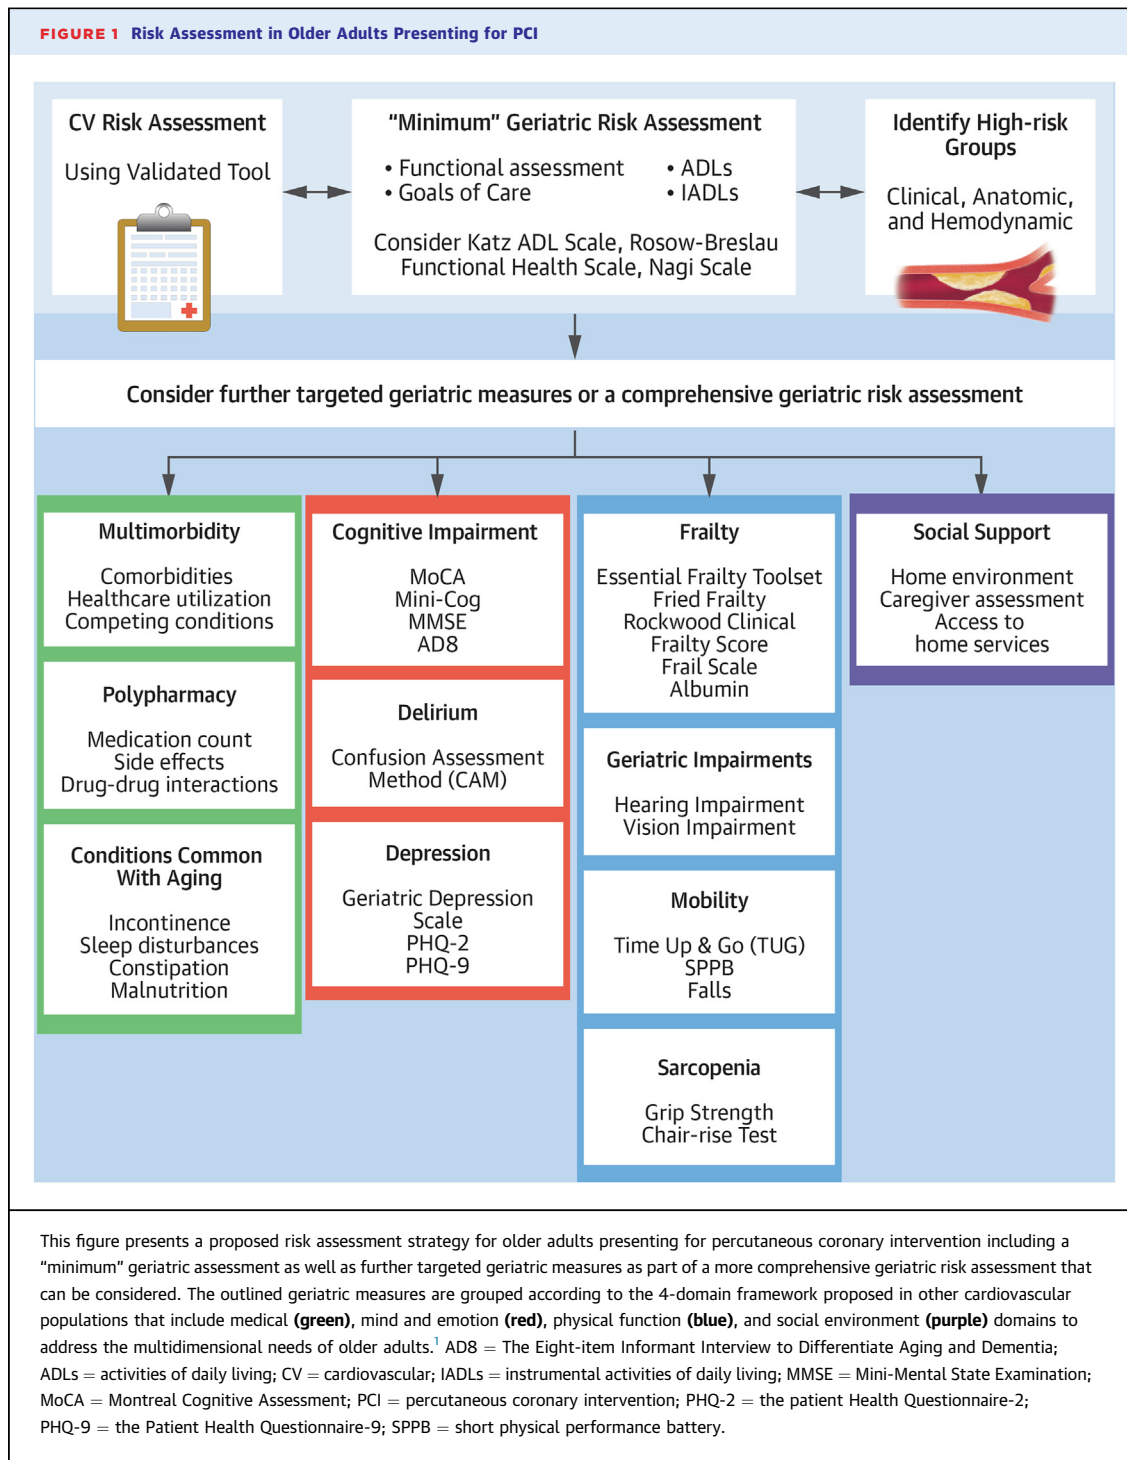 FIGURE 1 Risk Assessment in Older Adults Presenting for PCI
CV Risk Assessment
Using Validated Tool
“Minimum” Geriatric Risk Assessment
• Functional assessment
• Goals of Care
• ADLs
• IADLs
Consider Katz ADL Scale, Rosow-Breslau
Functional Health Scale, Nagi Scale
Identify High-risk
Groups
Clinical, Anatomic,
and Hemodynamic
Consider further targeted geriatric measures or a comprehensive geriatric risk assessment
Multimorbidity
Comorbidities
Healthcare utilization
Competing conditions
Polypharmacy
Medication count
Side effects
Drug-drug interactions
Conditions Common
With Aging
Incontinence
Sleep disturbances
Constipation
Malnutrition
Cognitive Impairment
MoCA
Mini-Cog
MMSE
AD8
Delirium
Confusion Assessment
Method (CAM)
Depression
Geriatric Depression
Scale
PHQ-2
PHQ-9
Frailty
Essential Frailty Toolset
Fried Frailty
Rockwood Clinical
Frailty Score
Frail Scale
Albumin
Geriatric Impairments
Hearing Impairment
Vision Impairment
Mobility
Time Up & Go (TUG)
SPPB
Falls
Sarcopenia
Grip Strength
Chair-rise Test
Social Support
Home environment
Caregiver assessment
Access to
home services
This figure presents a proposed risk assessment strategy for older adults presenting for percutaneous coronary intervention including a
“minimum” geriatric assessment as well as further targeted geriatric measures as part of a more comprehensive geriatric risk assessment that
can be considered. The outlined geriatric measures are grouped according to the 4-domain framework proposed in other cardiovascular
populations that include medical (green), mind and emotion (red), physical function (blue), and social environment (purple) domains to
address the multidimensional needs of older adults.1 AD8 = The Eight-item Informant Interview to Differentiate Aging and Dementia;
ADLs = activities of daily living; CV = cardiovascular; IADLs = instrumental activities of daily living; MMSE = Mini-Mental State Examination;
MoCA = Montreal Cognitive Assessment; PCI = percutaneous coronary intervention; PHQ-2 = the patient Health Questionnaire-2;
PHQ-9 = the Patient Health Questionnaire-9; SPPB = short physical performance battery.